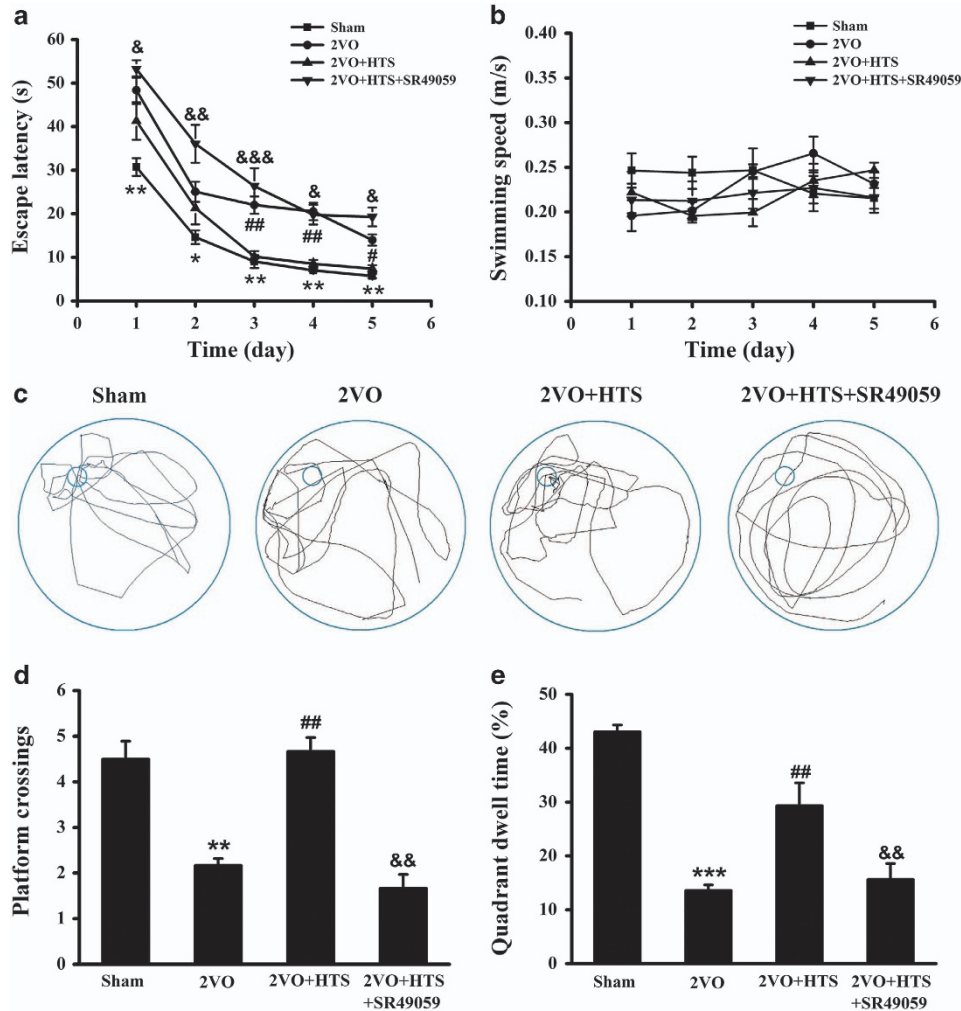 a
Sham
2VO
2VO+HTS
2VO+HTS+SR49059
Escape latency (s)
60
50
40
30
20
10
0
&
&&
&&&
&
&
##
##
#
**
*
**
**
**
0 1 2 3 4 5 6
Time (day)
b
Sham
2VO
2VO+HTS
2VO+HTS+SR49059
Swimming speed (m/s)
0.40
0.35
0.30
0.25
0.20
0.15
0.10
0 1 2 3 4 5 6
Time (day)
c
Sham
2VO
2VO+HTS
2VO+HTS+SR49059
d
Platform crossings
6
5
4
3
2
1
0
**
##
&&
Sham
2VO
2VO+HTS
2VO+HTS
+SR49059
e
Quadrant dwell time (%)
50
40
30
20
10
0
***
##
&&
Sham
2VO
2VO+HTS
2VO+HTS
+SR49059